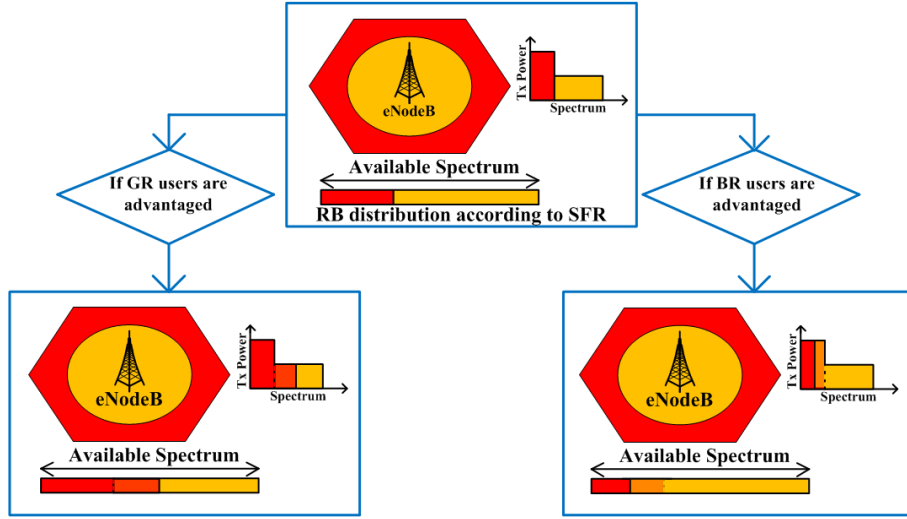 eNodeB
Tx Power
Spectrum
Available Spectrum
RB distribution according to SFR
If GR users are
advantaged
If BR users are
advantaged
eNodeB
Tx Power
Spectrum
Available Spectrum
eNodeB
Tx Power
Spectrum
Available Spectrum